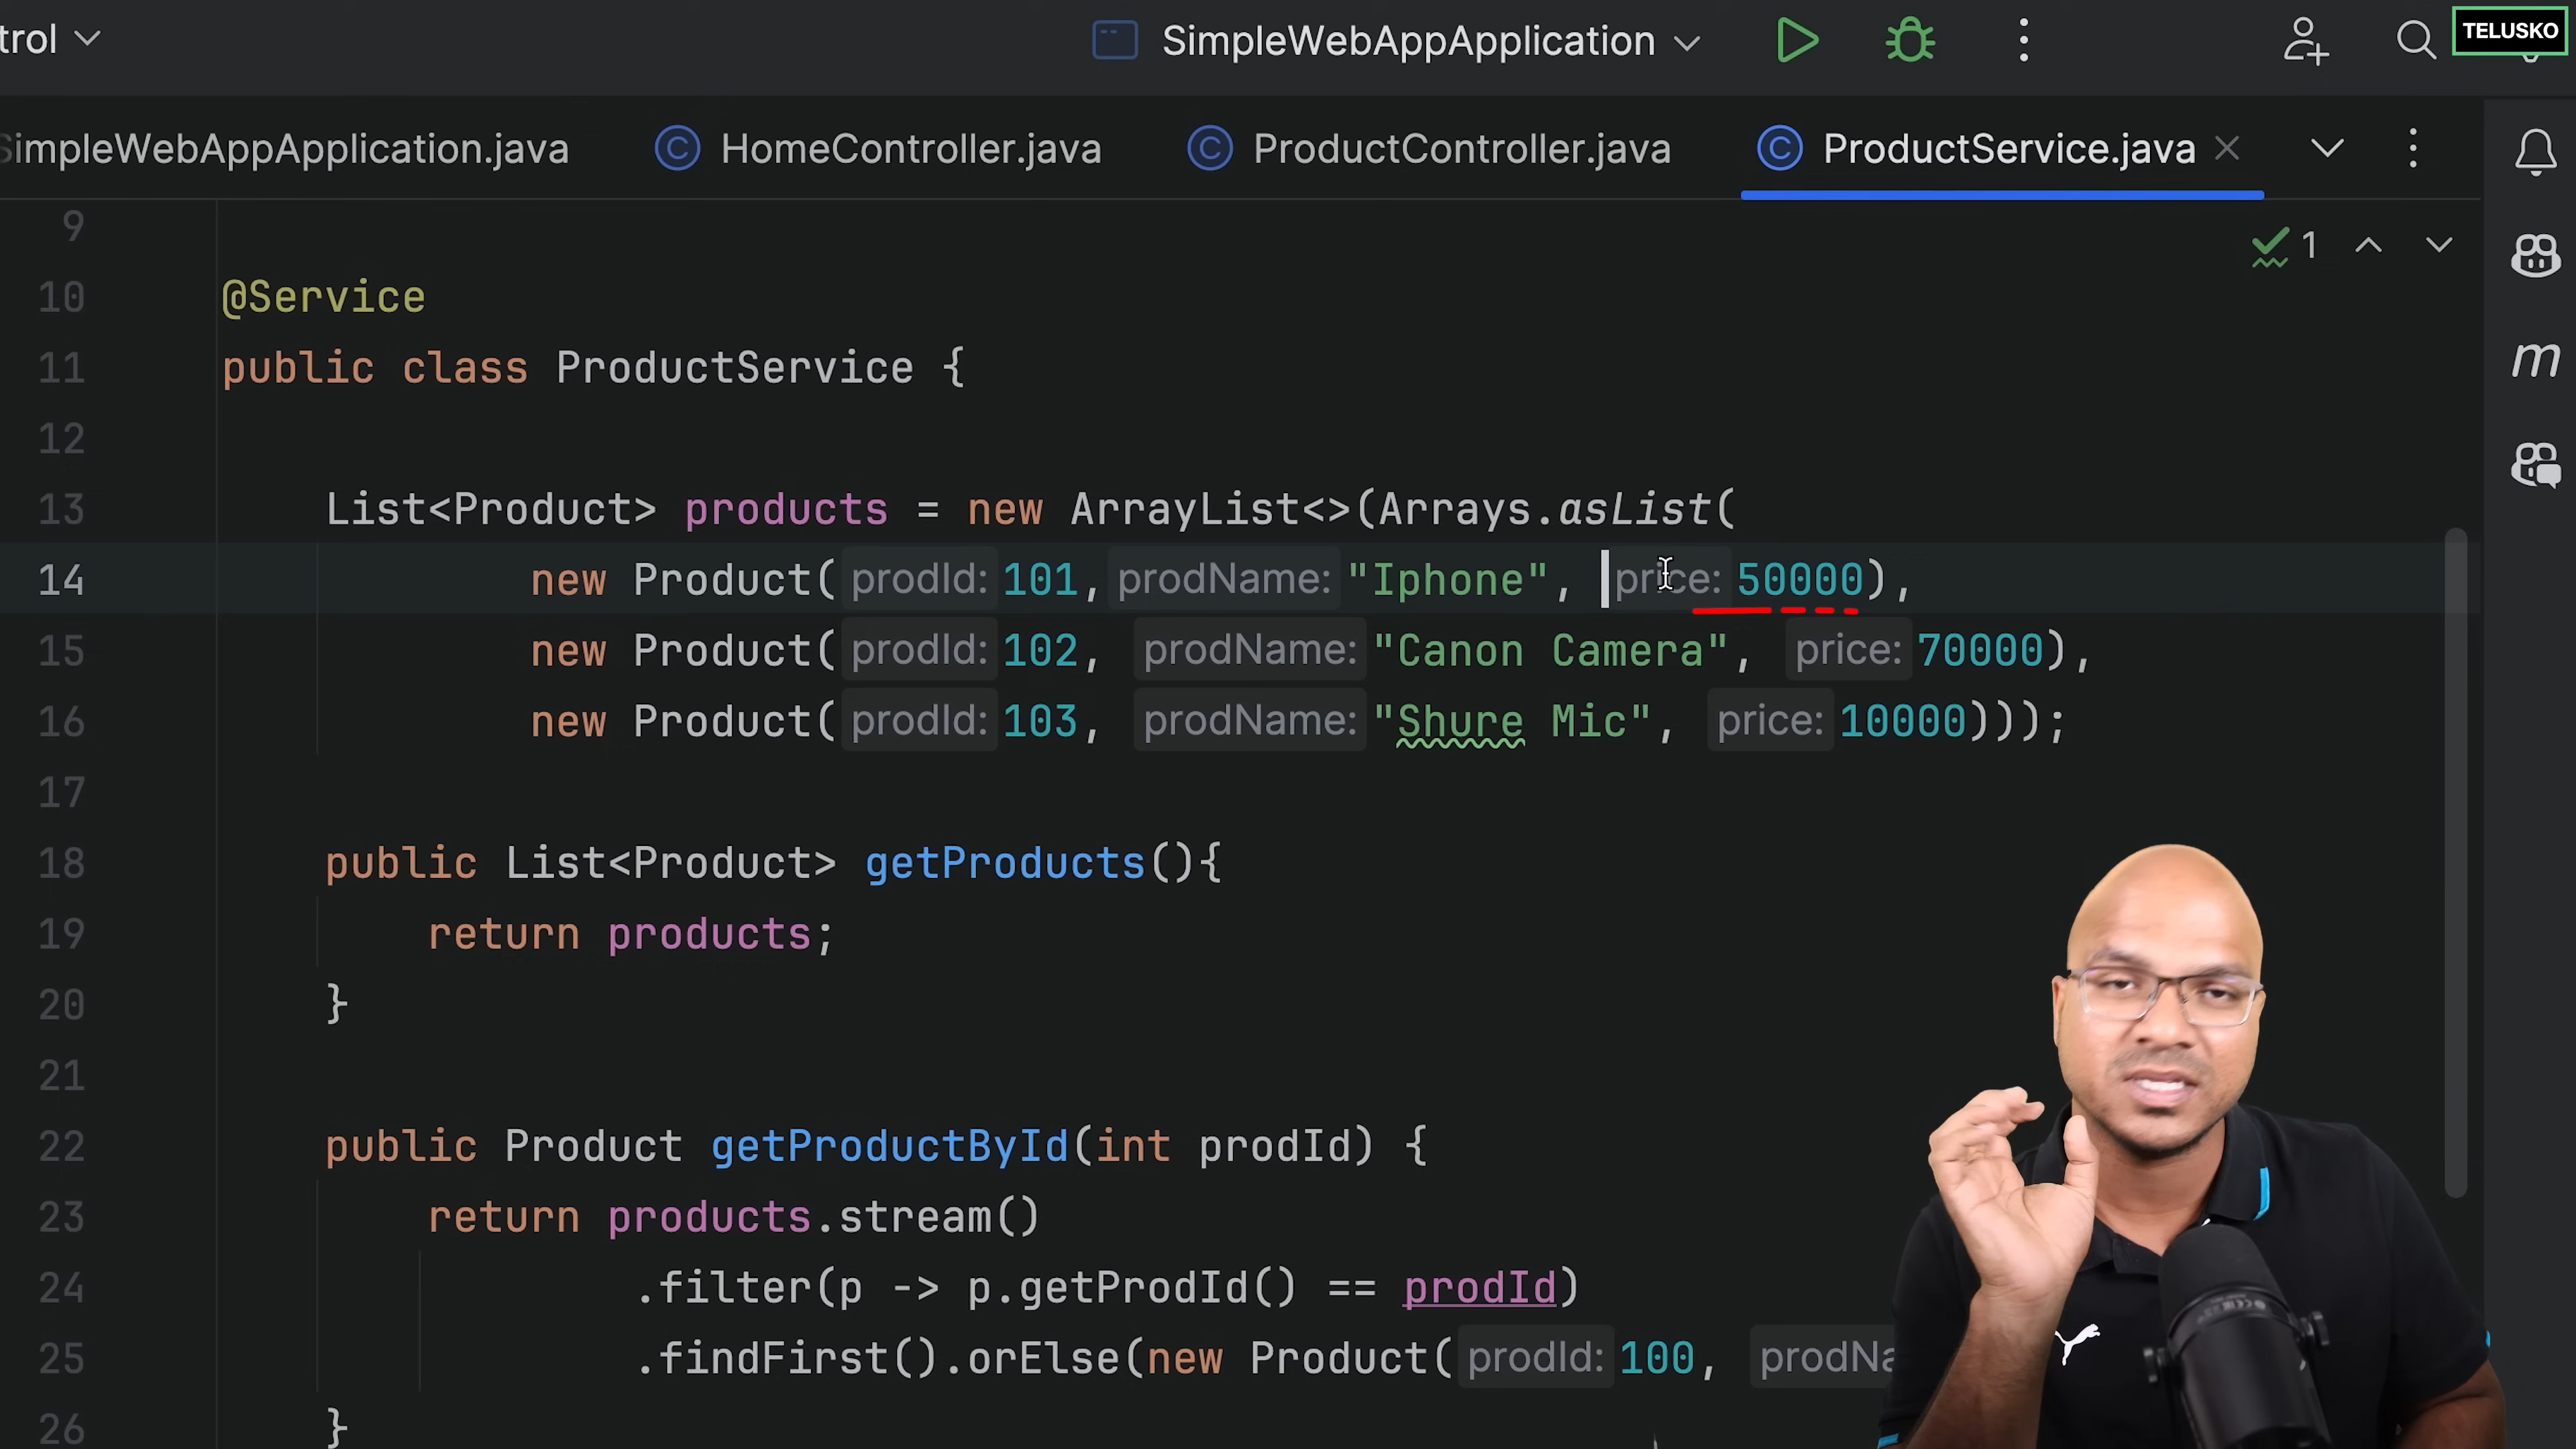 trol
SimpleWebAppApplication
TELUSKO
SimpleWebAppApplication.java
HomeController.java
ProductController.java
ProductService.java
1
9
10 @Service
11 public class ProductService {
12
13 List<Product> products = new ArrayList<>(Arrays.asList(
14 new Product( prodId: 101, prodName: "Iphone", price: 50000),
15 new Product( prodId: 102, prodName: "Canon Camera", price: 70000),
16 new Product( prodId: 103, prodName: "Shure Mic", price: 10000)));
17
18 public List<Product> getProducts(){
19 return products;
20 }
21
22 public Product getProductById(int prodId) {
23 return products.stream()
24 .filter(p -> p.getProdId() == prodId)
25 .findFirst().orElse(new Product( prodId: 100, prodNa
26 }
m